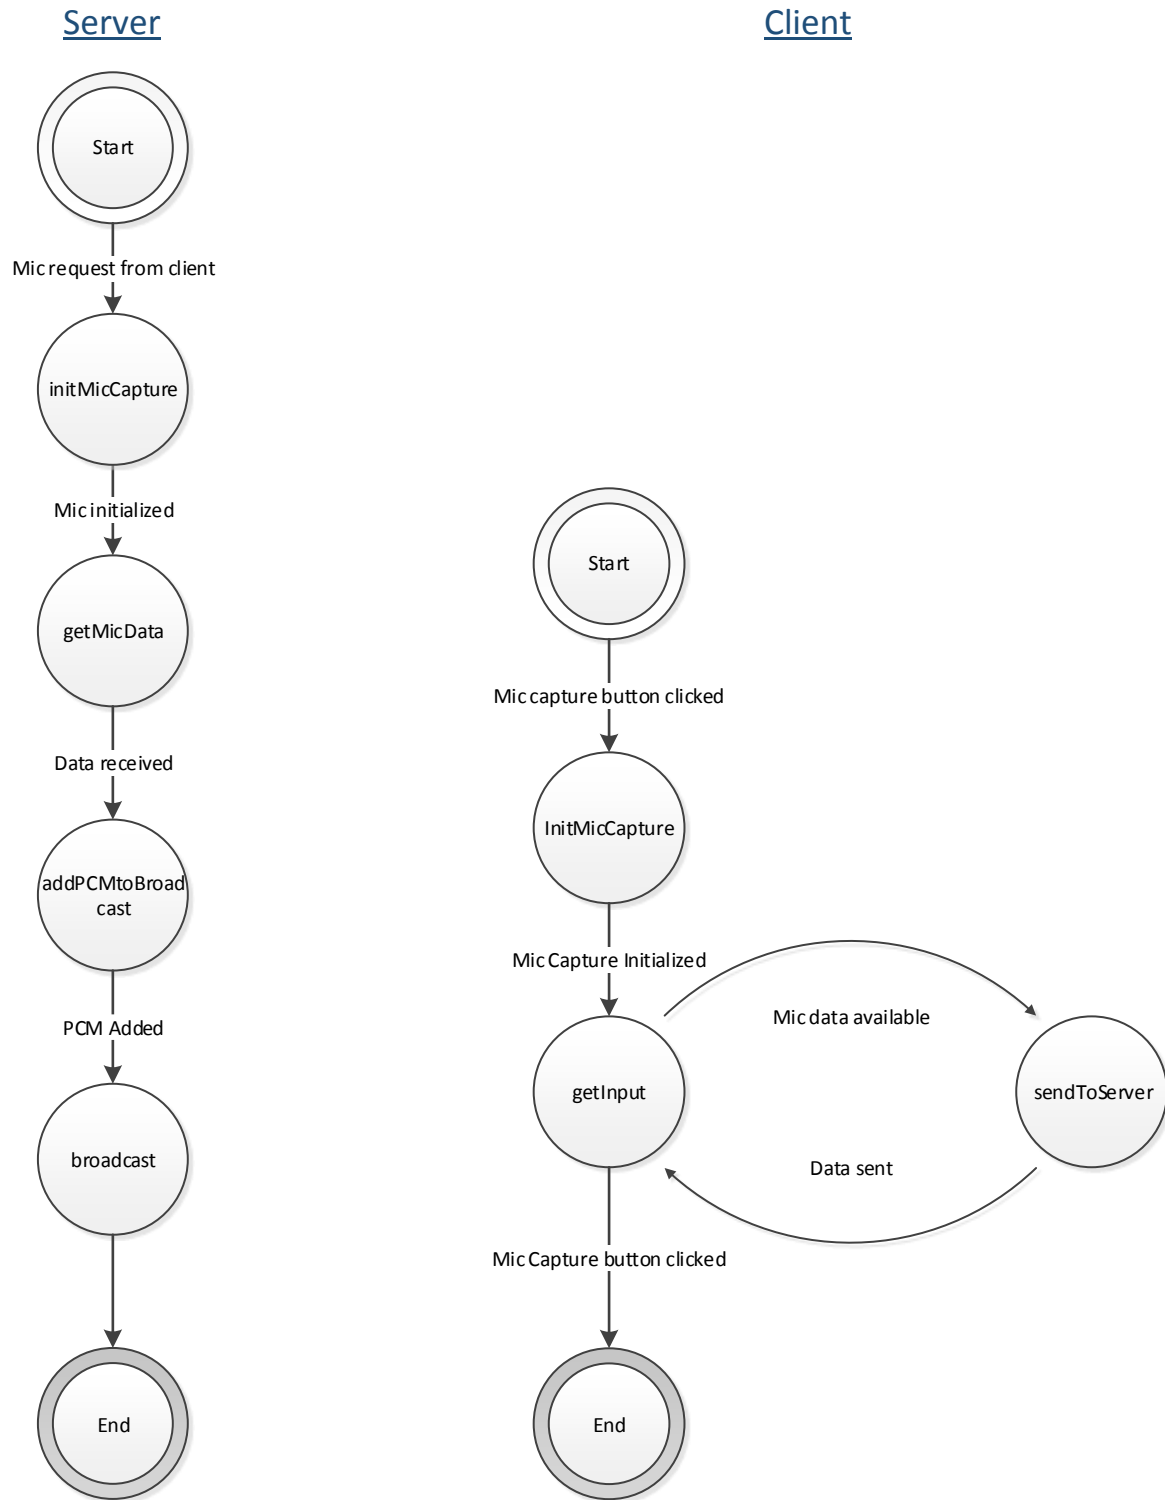 Server
Client
Start
Mic request from client
initMicCapture
Mic initialized
getMicData
Data received
addPCMtoBroad
cast
PCM Added
broadcast
End
Start
Mic capture button clicked
InitMicCapture
Mic Capture Initialized
Mic data available
getInput
sendToServer
Data sent
Mic Capture button clicked
End